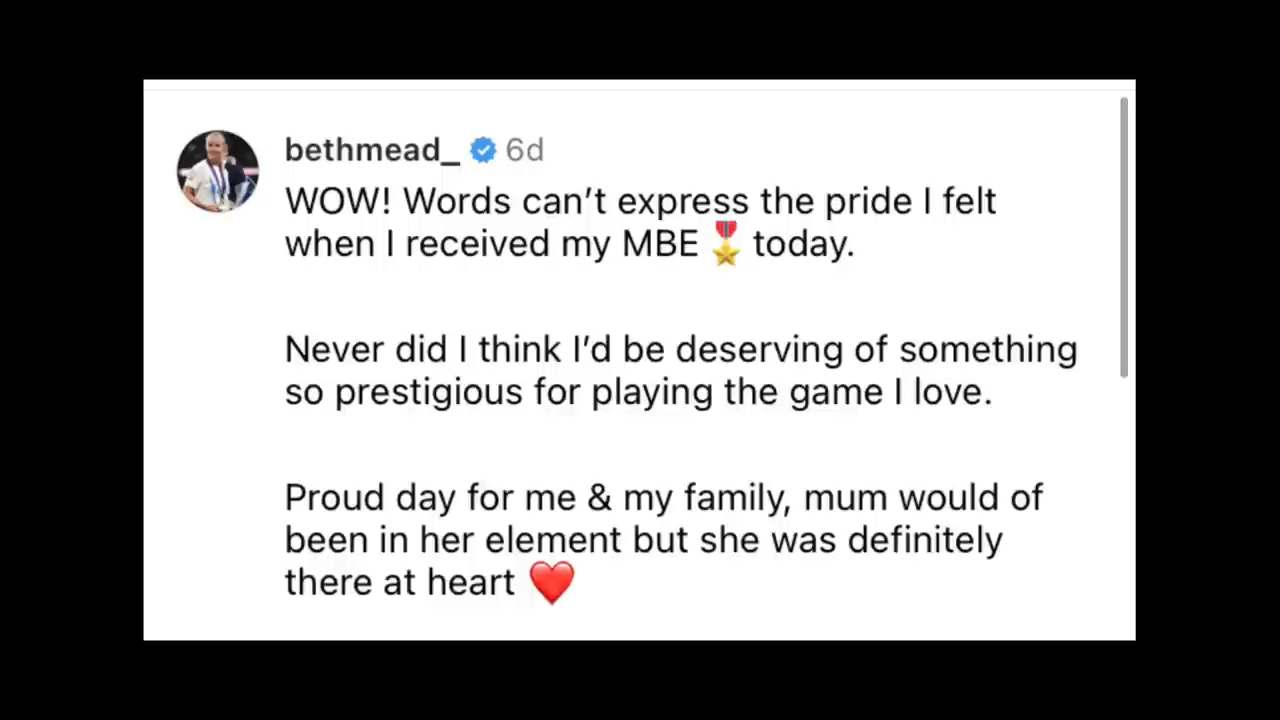 bethmead_ 6d
WOW! Words can’t express the pride I felt
when I received my MBE 🎖️ today.
Never did I think I’d be deserving of something
so prestigious for playing the game I love.
Proud day for me & my family, mum would of
been in her element but she was definitely
there at heart ❤️